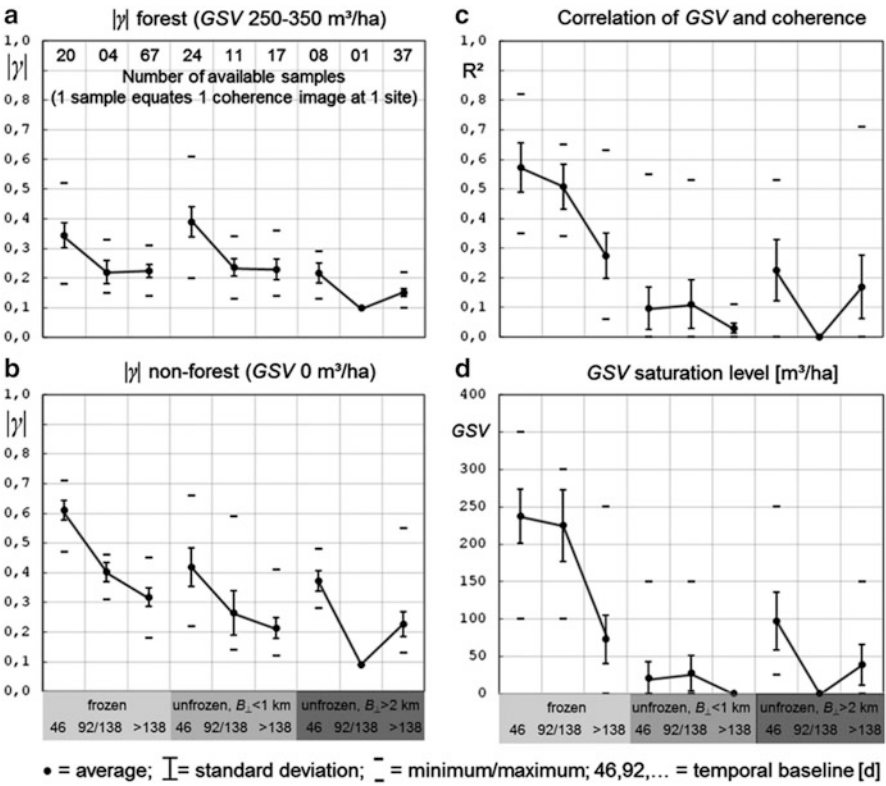 a
|γ| forest (GSV 250-350 m³/ha)
1,0
|γ|
0,8
0,7
0,6
0,5
0,4
0,3
0,2
0,1
0,0
20 04 67 24 11 17 08 01 37
Number of available samples
(1 sample equates 1 coherence image at 1 site)
c
Correlation of GSV and coherence
1,0
R²
0,8
0,7
0,6
0,5
0,4
0,3
0,2
0,1
0,0
b
|γ| non-forest (GSV 0 m³/ha)
1,0
|γ|
0,8
0,7
0,6
0,5
0,4
0,3
0,2
0,1
0,0
frozen unfrozen, B⊥<1 km unfrozen, B⊥>2 km
46 92/138 >138 46 92/138 >138 46 92/138 >138
d
GSV saturation level [m³/ha]
400
GSV
300
250
200
150
100
50
0
frozen unfrozen, B⊥<1 km unfrozen, B⊥>2 km
46 92/138 >138 46 92/138 >138 46 92/138 >138
• = average; = standard deviation; = minimum/maximum; 46,92,... = temporal baseline [d]